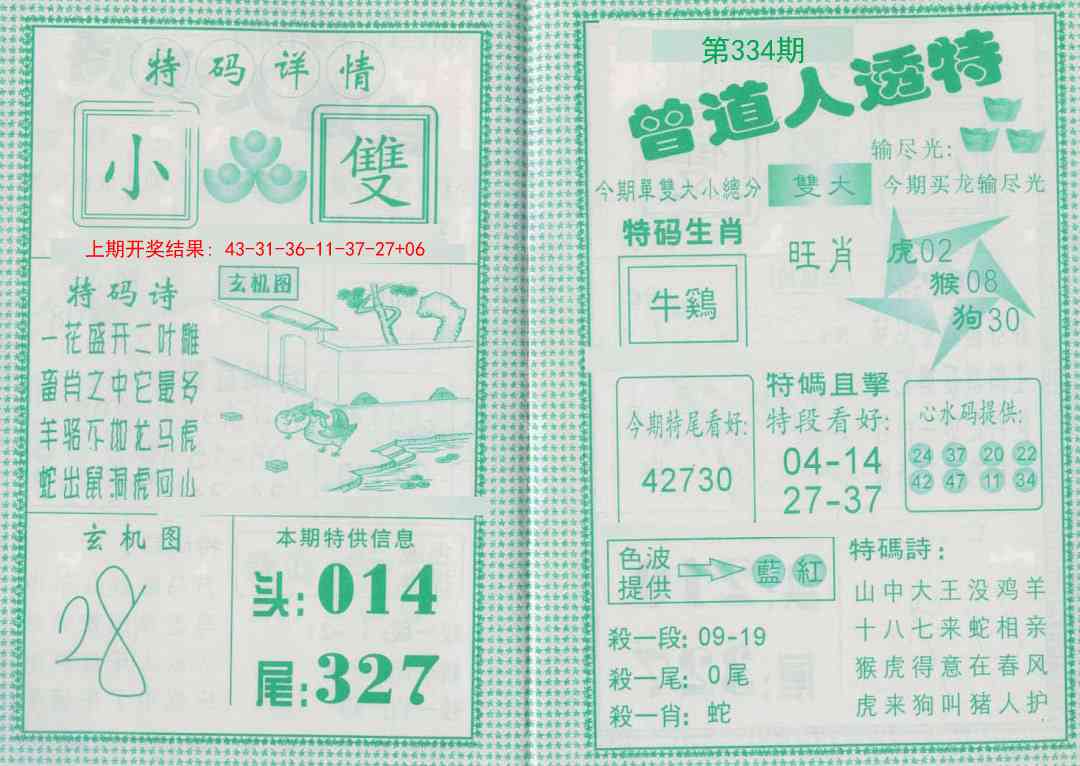 特码详情
小 雙
上期开奖结果：43-31-36-11-37-27+06
特码诗
一花盛开二叶雕
畜肖之中它最多
羊骆不如龙马虎
蛇出鼠洞虎回山
玄机图
玄机图
28
本期特供信息
头:014
尾:327
第334期
曾道人透特
输尽光:
今期單雙大小總分 雙大 今期买龙输尽光
特码生肖
牛鷄
旺肖
虎02
猴08
狗30
今期特尾看好:
42730
特碼直擊
特段看好:
04-14
27-37
心水码提供:
24 37 20 22
42 47 11 34
色波
提供
藍 紅
殺一段: 09-19
殺一尾: 0尾
殺一肖: 蛇
特碼詩:
山中大王没鸡羊
十八七来蛇相亲
猴虎得意在春风
虎来狗叫猪人护